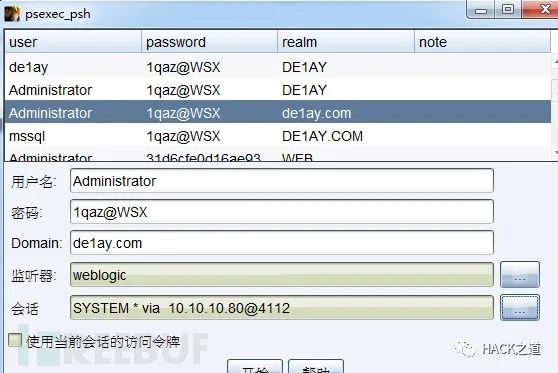 psexec_psh
user password realm note
de1ay 1qaz@WSX DE1AY
Administrator 1qaz@WSX DE1AY
Administrator 1qaz@WSX de1ay.com
mssql 1qaz@WSX DE1AY.COM
Administrator 31d6cfe0d16ae93 WEB
用户名: Administrator
密码: 1qaz@WSX
Domain: de1ay.com
监听器: weblogic ...
会话 SYSTEM * via 10.10.10.80@4112 ...
使用当前会话的访问令牌
REEBUF
HACK之道
开始 帮助